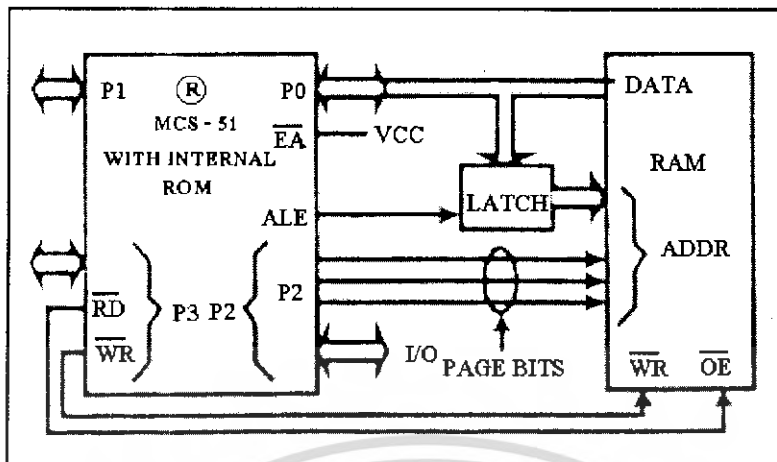 P1
®
P0
DATA
MCS - 51
WITH INTERNAL
ROM
EA
VCC
RAM
LATCH
ALE
ADDR
P2
RD
P3
P2
WR
I/O
PAGE BITS
WR
OE